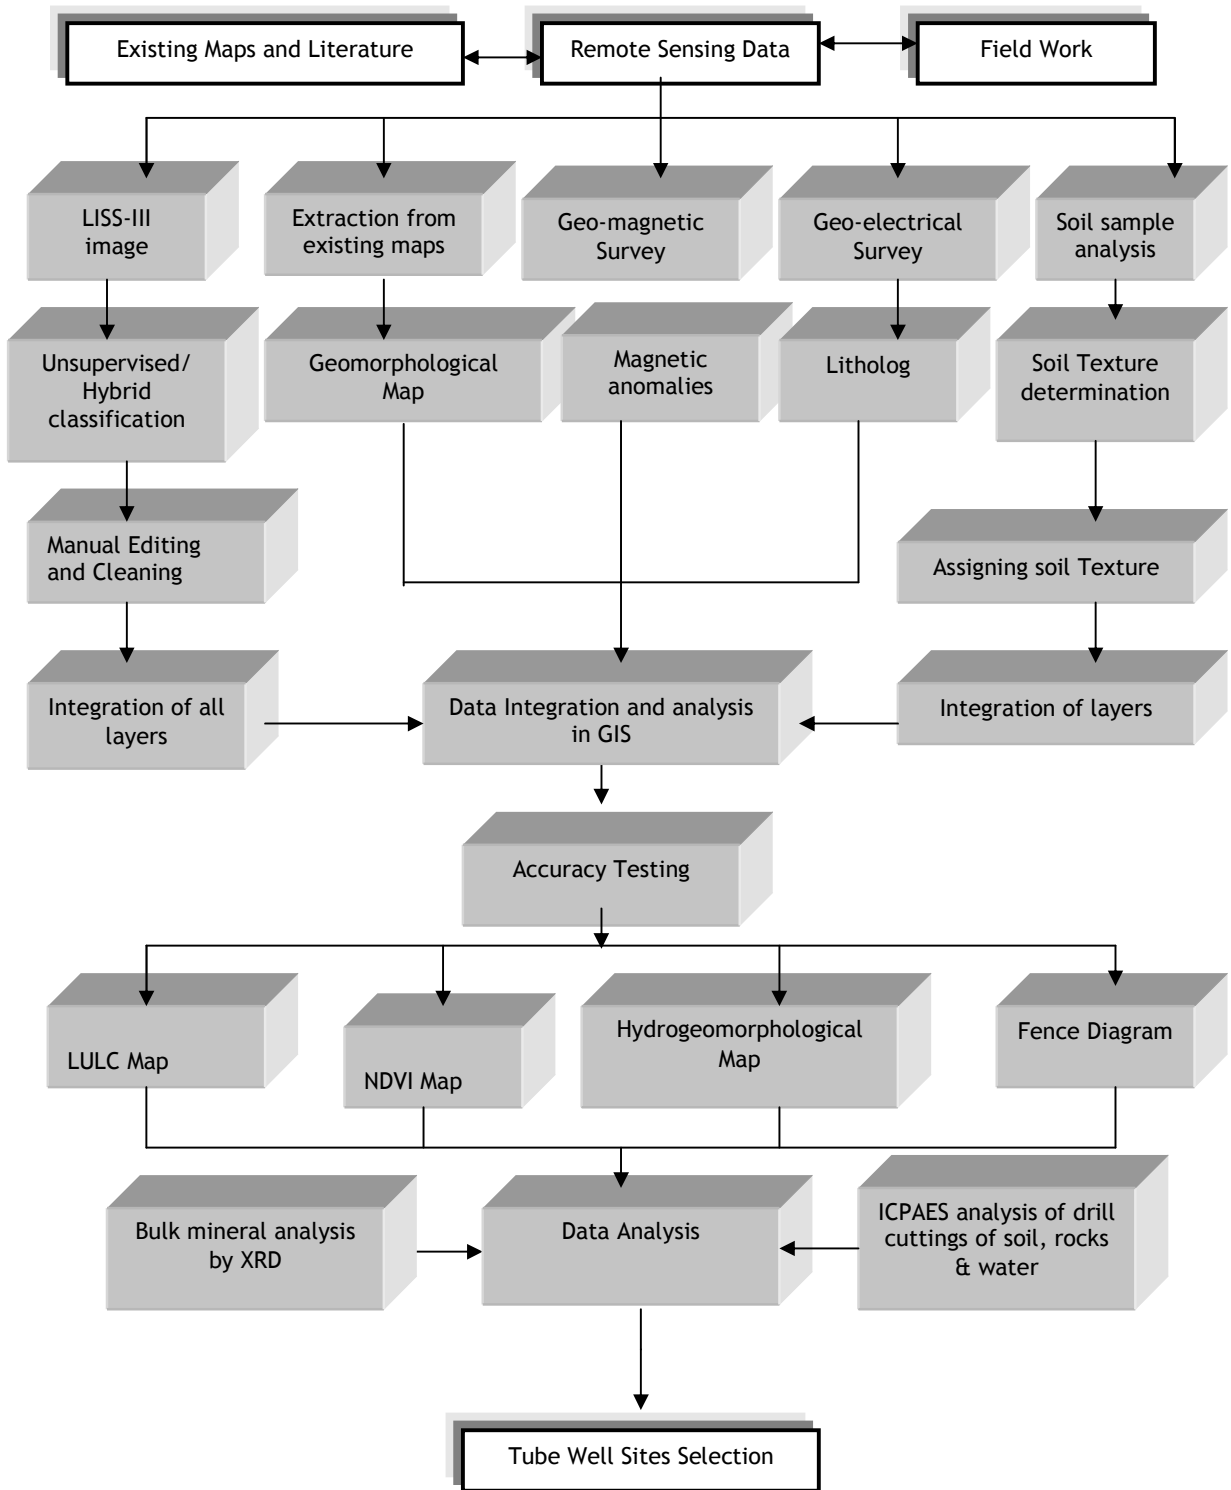 Existing Maps and Literature
Remote Sensing Data
Field Work
LISS-III
image
Extraction from
existing maps
Geo-magnetic
Survey
Geo-electrical
Survey
Soil sample
analysis
Unsupervised/
Hybrid
classification
Geomorphological
Map
Magnetic
anomalies
Litholog
Soil Texture
determination
Manual Editing
and Cleaning
Assigning soil Texture
Integration of all
layers
Data Integration and analysis
in GIS
Integration of layers
Accuracy Testing
LULC Map
NDVI Map
Hydrogeomorphological
Map
Fence Diagram
Bulk mineral analysis
by XRD
Data Analysis
ICPAES analysis of drill
cuttings of soil, rocks
& water
Tube Well Sites Selection